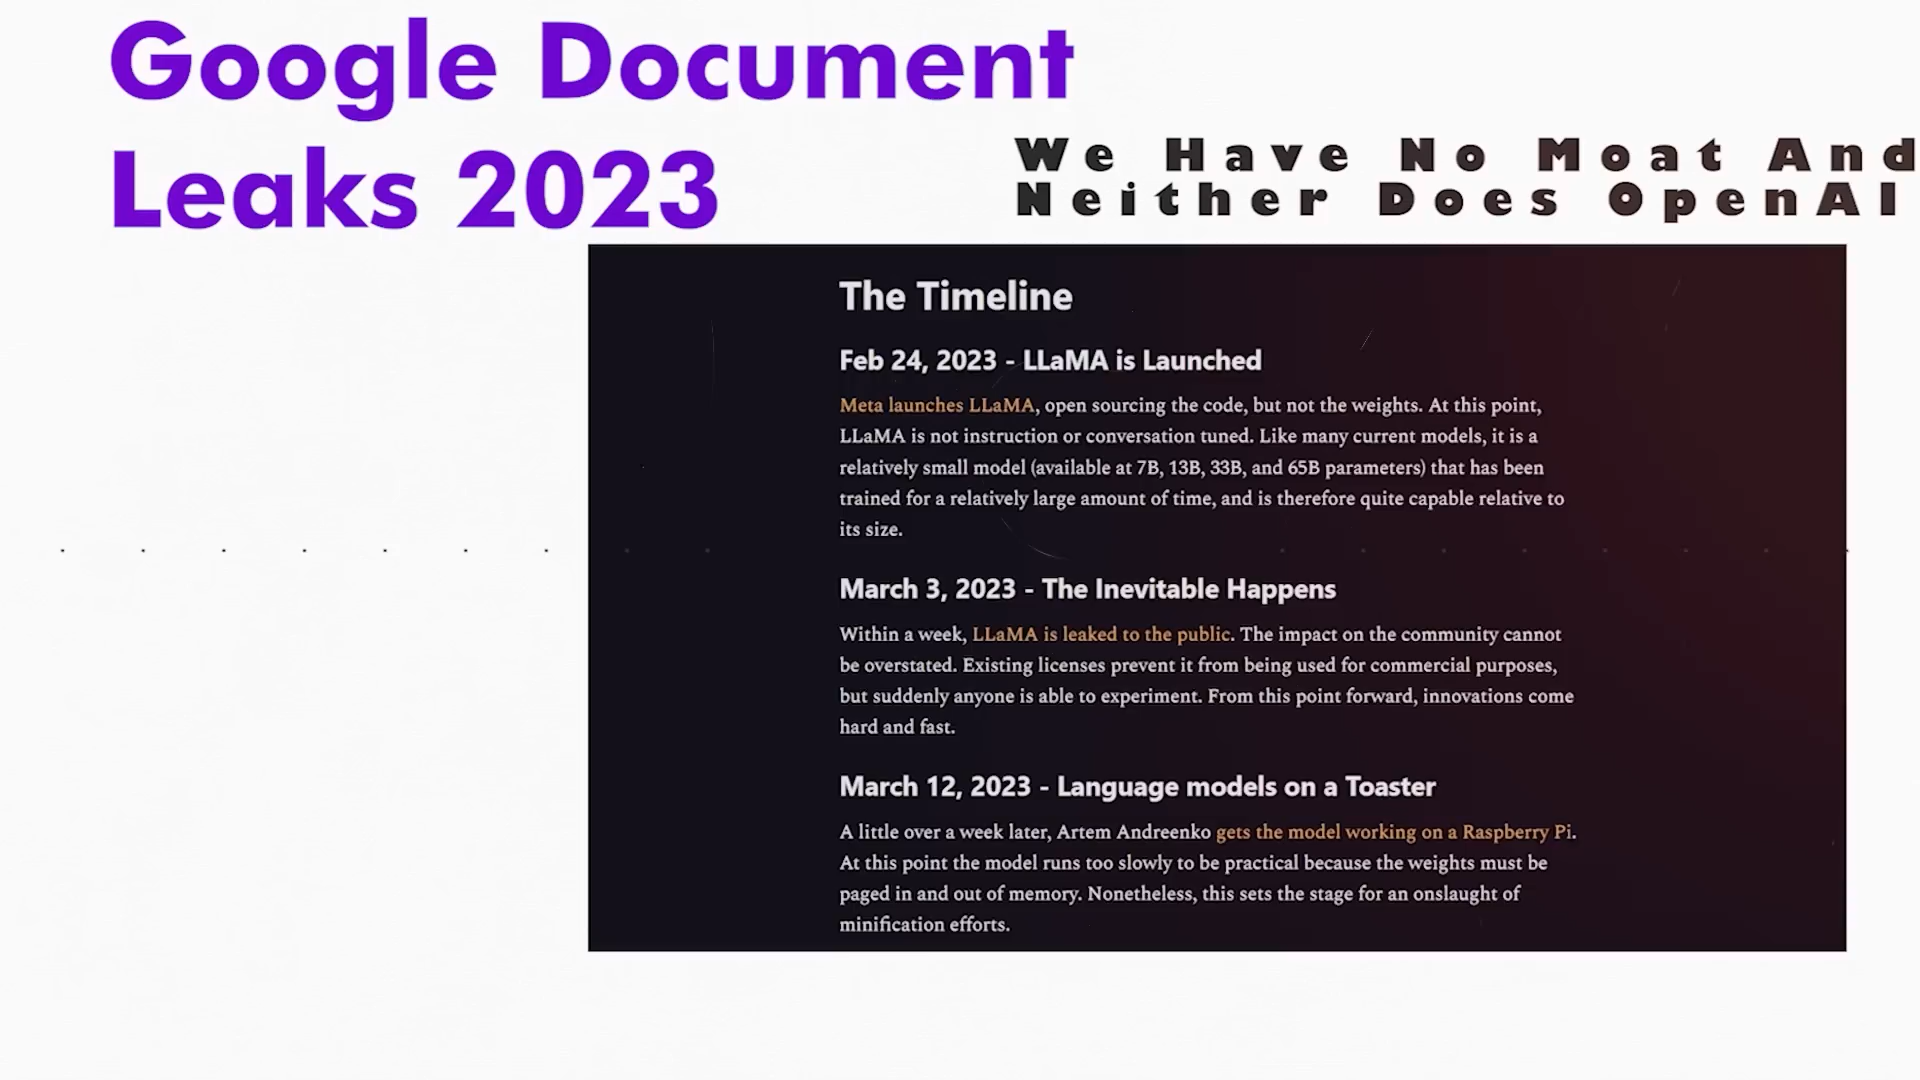 Google Document
Leaks 2023
We Have No Moat And
Neither Does OpenAI
The Timeline
Feb 24, 2023 - LLaMA is Launched
Meta launches LLaMA, open sourcing the code, but not the weights. At this point,
LLaMA is not instruction or conversation tuned. Like many current models, it is a
relatively small model (available at 7B, 13B, 33B, and 65B parameters) that has been
trained for a relatively large amount of time, and is therefore quite capable relative to
its size.
March 3, 2023 - The Inevitable Happens
Within a week, LLaMA is leaked to the public. The impact on the community cannot
be overstated. Existing licenses prevent it from being used for commercial purposes,
but suddenly anyone is able to experiment. From this point forward, innovations come
hard and fast.
March 12, 2023 - Language models on a Toaster
A little over a week later, Artem Andreenko gets the model working on a Raspberry Pi.
At this point the model runs too slowly to be practical because the weights must be
paged in and out of memory. Nonetheless, this sets the stage for an onslaught of
minification efforts.